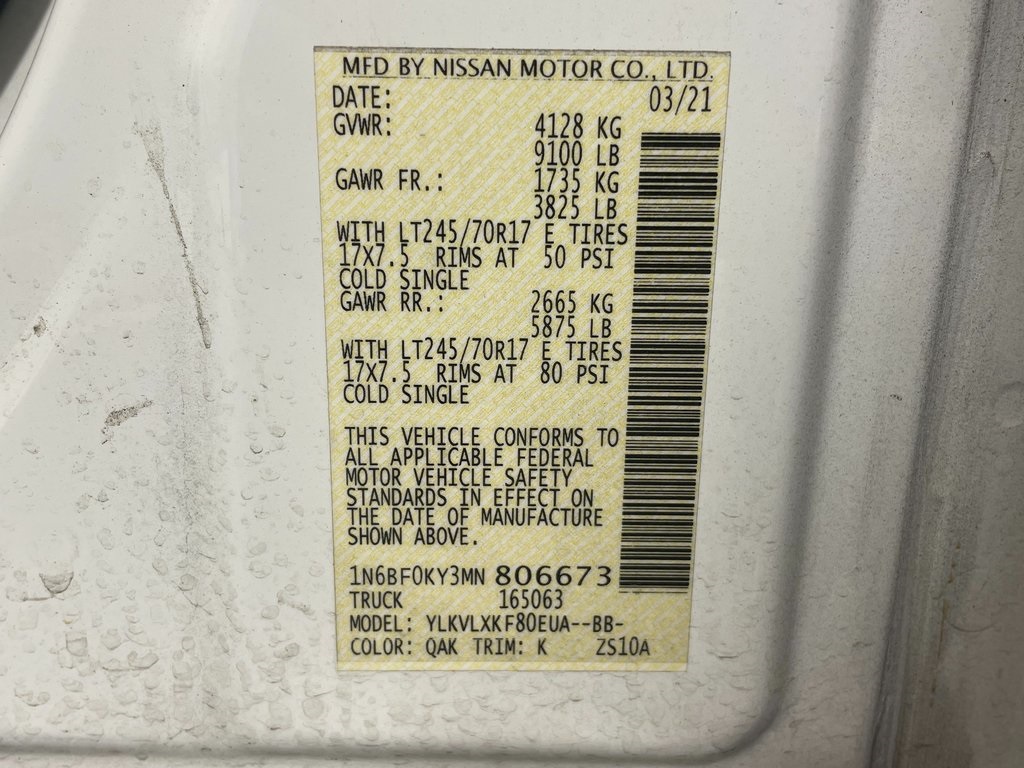 MFD BY NISSAN MOTOR CO., LTD.
DATE: 03/21
GVWR: 4128 KG
9100 LB
GAWR FR.: 1735 KG
3825 LB
WITH LT245/70R17 E TIRES
17X7.5 RIMS AT 50 PSI
COLD SINGLE
GAWR RR.: 2665 KG
5875 LB
WITH LT245/70R17 E TIRES
17X7.5 RIMS AT 80 PSI
COLD SINGLE
THIS VEHICLE CONFORMS TO
ALL APPLICABLE FEDERAL
MOTOR VEHICLE SAFETY
STANDARDS IN EFFECT ON
THE DATE OF MANUFACTURE
SHOWN ABOVE.
1N6BF0KY3MN 806673
TRUCK 165063
MODEL: YLKVLXKF80EUA--BB-
COLOR: QAK TRIM: K ZS10A